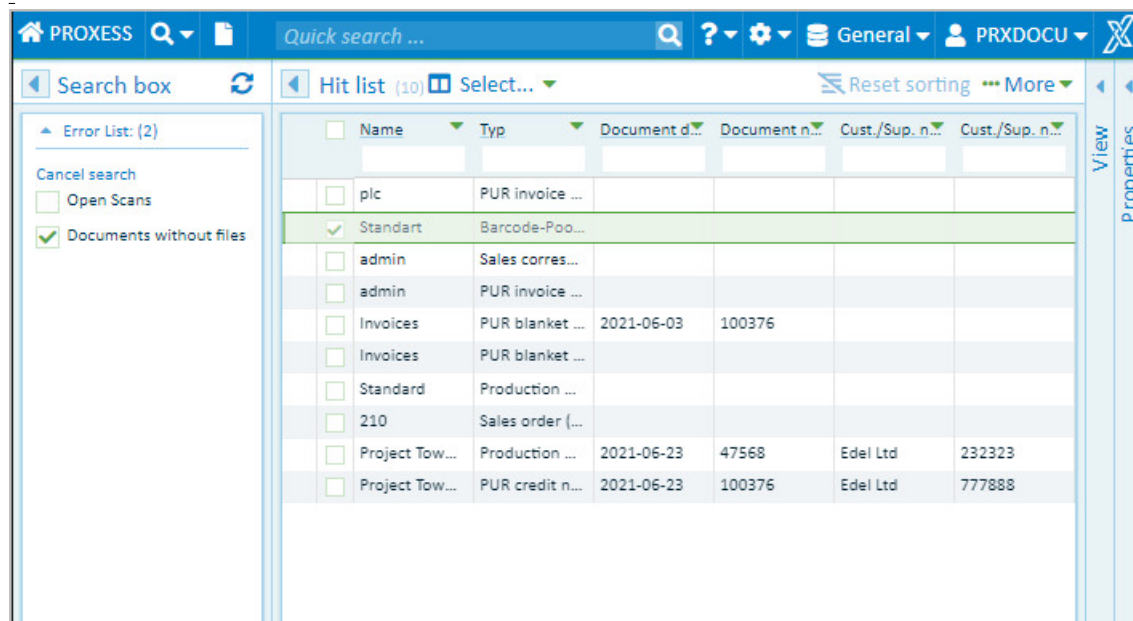 PROXESS Quick search ... ? General PRXDOCU
Search box Hit list (10) Select... Reset sorting ••• More
Error List: (2)
Cancel search
Open Scans
Documents without files
Name Typ Document d... Document n... Cust./Sup. n... Cust./Sup. n...
plc PUR invoice ...
Standart Barcode-Poo...
admin Sales corres...
admin PUR invoice ...
Invoices PUR blanket ... 2021-06-03 100376
Invoices PUR blanket ...
Standard Production ...
210 Sales order (...
Project Tow... Production ... 2021-06-23 47568 Edel Ltd 232323
Project Tow... PUR credit n... 2021-06-23 100376 Edel Ltd 777888
View
Properties